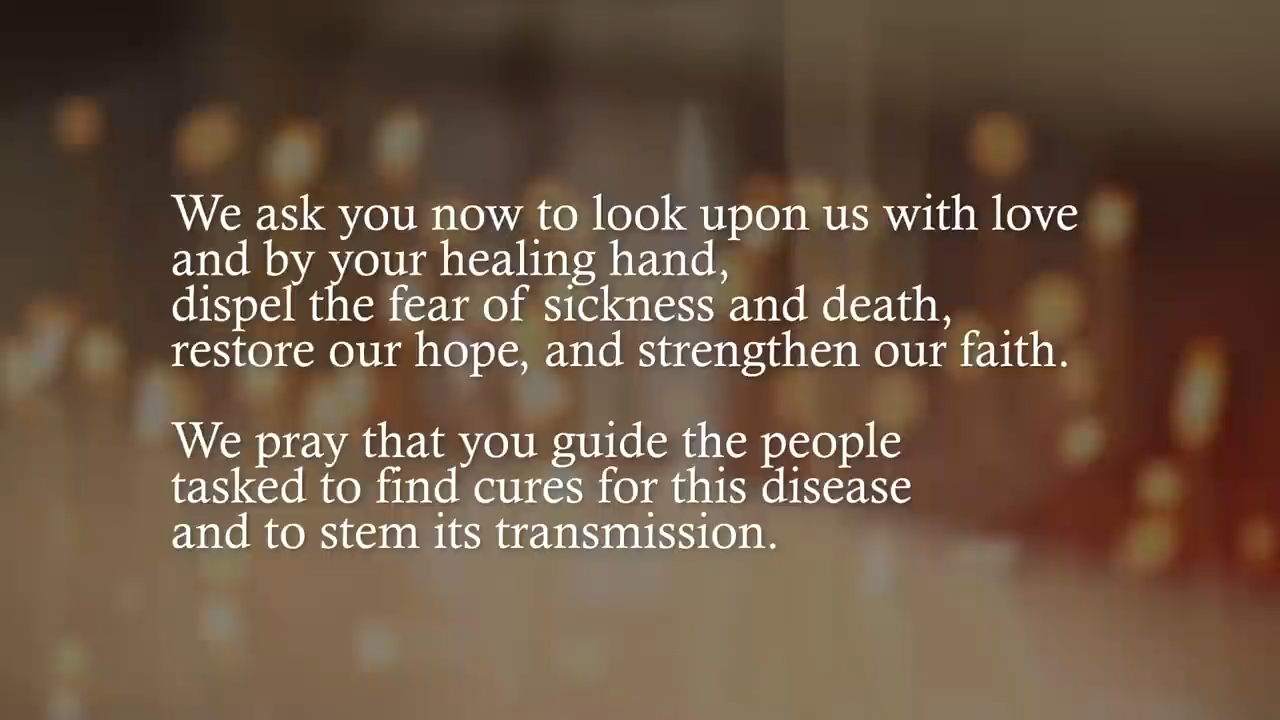 We ask you now to look upon us with love
and by your healing hand,
dispel the fear of sickness and death,
restore our hope, and strengthen our faith.
We pray that you guide the people
tasked to find cures for this disease
and to stem its transmission.